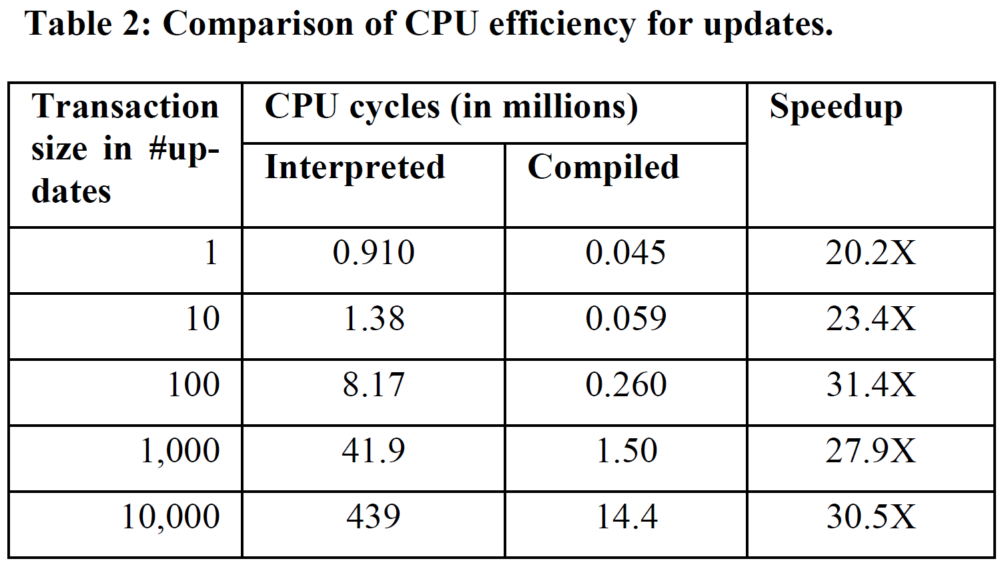 Table 2: Comparison of CPU efficiency for updates.
Transaction
size in #up-
dates
CPU cycles (in millions)
Speedup
Interpreted
Compiled
1
0.910
0.045
20.2X
10
1.38
0.059
23.4X
100
8.17
0.260
31.4X
1,000
41.9
1.50
27.9X
10,000
439
14.4
30.5X